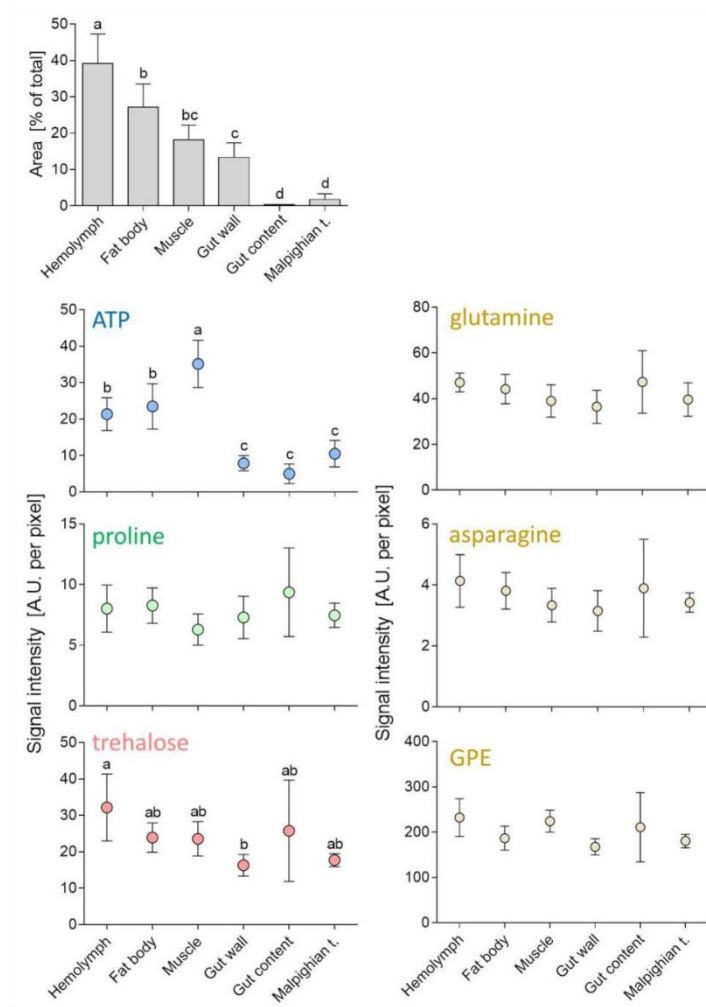 50
40
30
20
10
0
Area [% of total]
a
b
bc
c
d
d
Hemolymph
Fat body
Muscle
Gut wall
Gut content
Malpighian t.
ATP
50
40
30
20
10
0
b
b
a
c
c
c
glutamine
80
60
40
20
0
Signal intensity [A.U. per pixel]
proline
15
10
5
0
Signal intensity [A.U. per pixel]
asparagine
6
4
2
0
trehalose
50
40
30
20
10
0
a
ab
ab
b
ab
ab
Hemolymph
Fat body
Muscle
Gut wall
Gut content
Malpighian t.
GPE
400
300
200
100
0
Hemolymph
Fat body
Muscle
Gut wall
Gut content
Malpighian t.